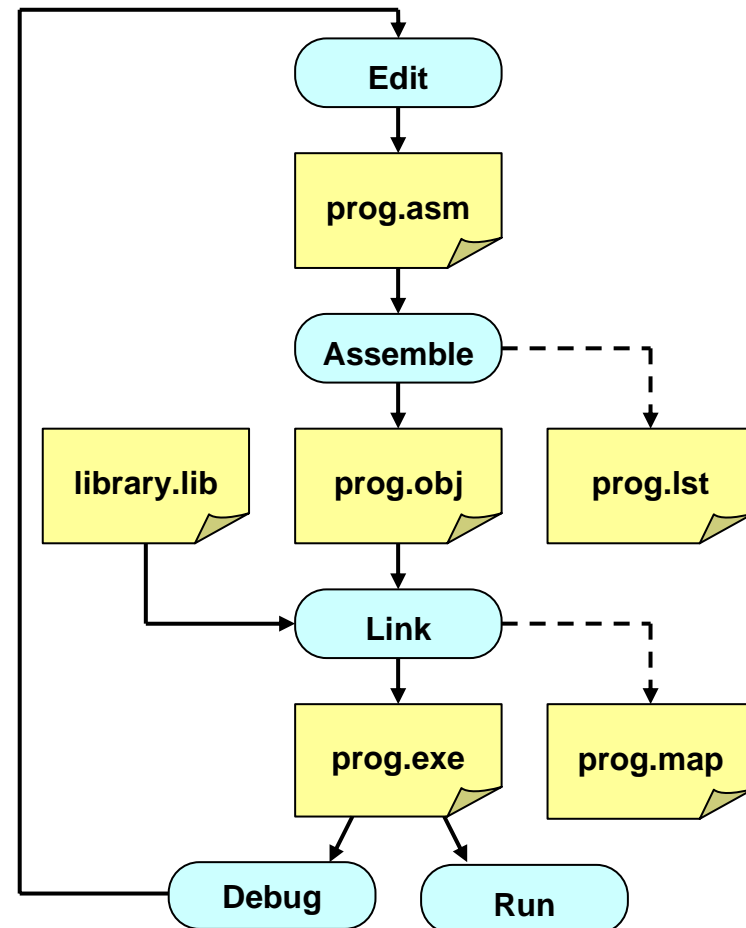 Edit
prog.asm
Assemble
library.lib
prog.obj
prog.lst
Link
prog.exe
prog.map
Debug
Run